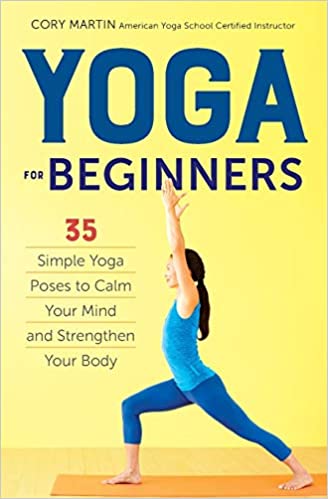 CORY MARTIN American Yoga School Certified Instructor
YOGA
FOR BEGINNERS
35
Simple Yoga
Poses to Calm
Your Mind
and Strengthen
Your Body